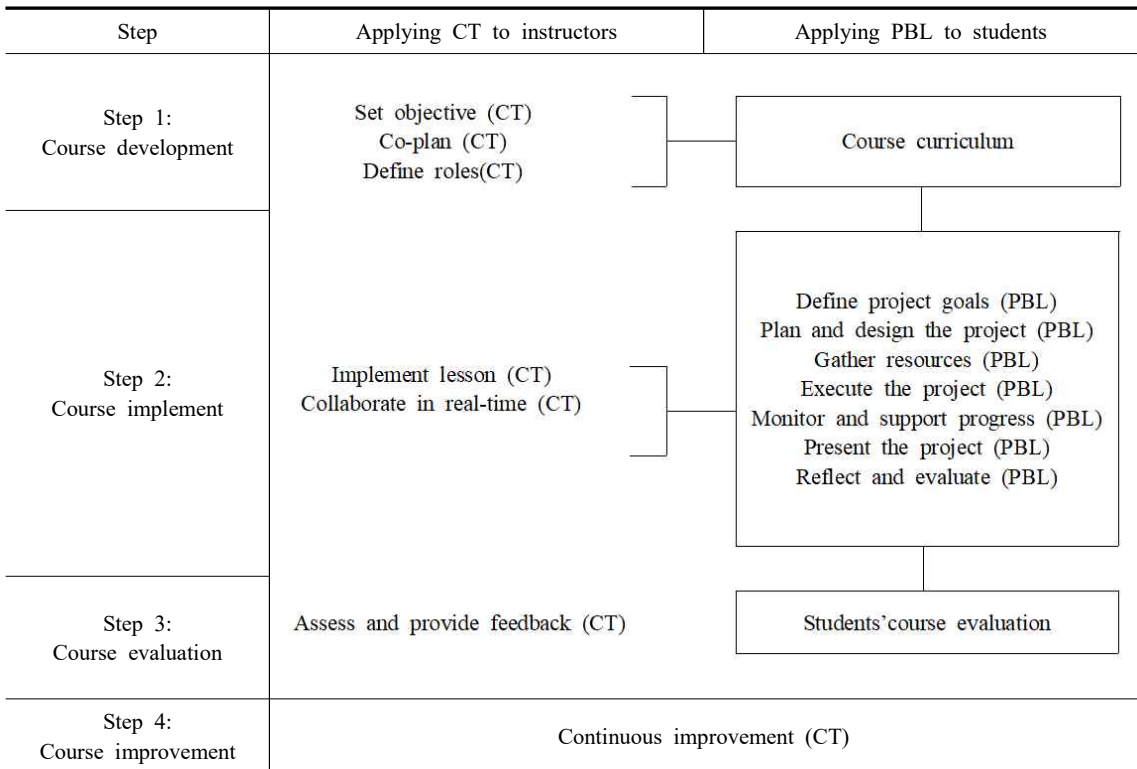 Step
Applying CT to instructors
Applying PBL to students
Step 1:
Course development
Set objective (CT)
Co-plan (CT)
Define roles(CT)
Course curriculum
Step 2:
Course implement
Implement lesson (CT)
Collaborate in real-time (CT)
Define project goals (PBL)
Plan and design the project (PBL)
Gather resources (PBL)
Execute the project (PBL)
Monitor and support progress (PBL)
Present the project (PBL)
Reflect and evaluate (PBL)
Step 3:
Course evaluation
Assess and provide feedback (CT)
Students’course evaluation
Step 4:
Course improvement
Continuous improvement (CT)